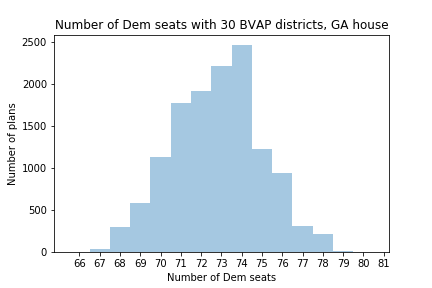 Number of Dem seats with 30 BVAP districts, GA house
2500
2000
1500
1000
500
0
Number of plans
66 67 68 69 70 71 72 73 74 75 76 77 78 79 80 81
Number of Dem seats